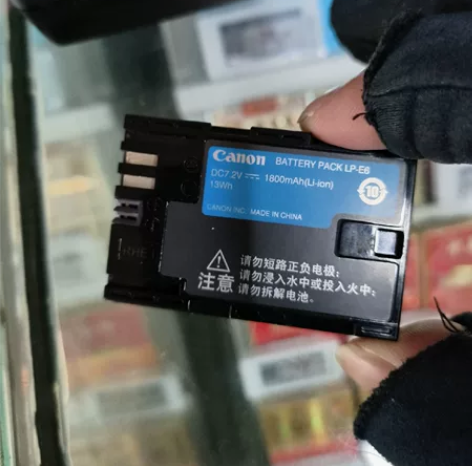 Canon BATTERY PACK LP-E6
DC7.2V 1800mAh(Li-ion)
13Wh
10
CANON INC. MADE IN CHINA
注意
请勿短路正负电极:
请勿浸入水中或投入火中:
请勿拆解电池。